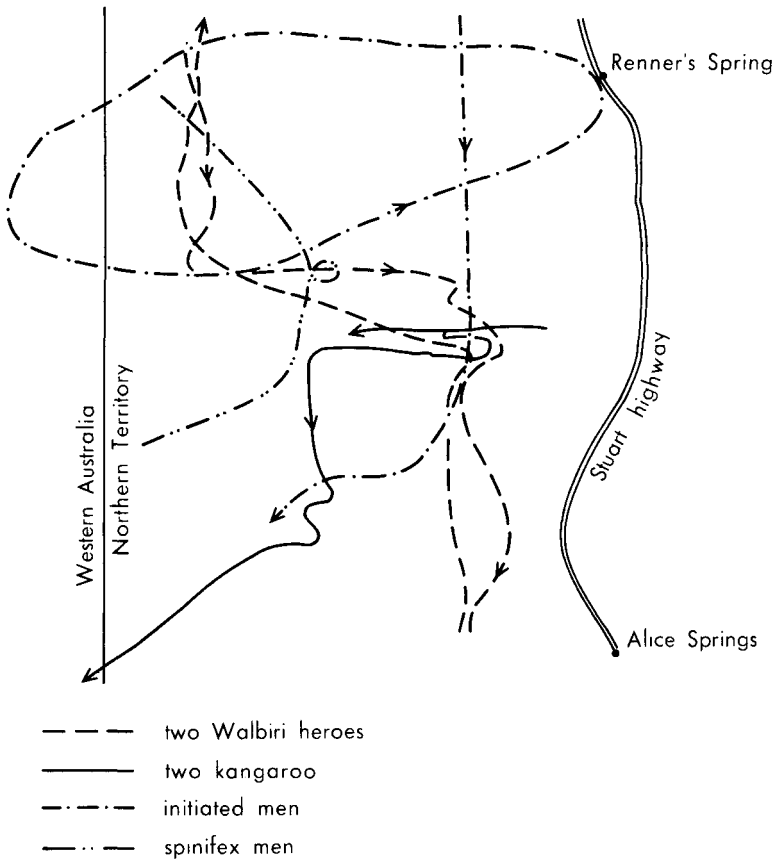 Renner's Spring
Western Australia
Northern Territory
Stuart highway
Alice Springs
two Walbiri heroes
two kangaroo
initiated men
spinifex men